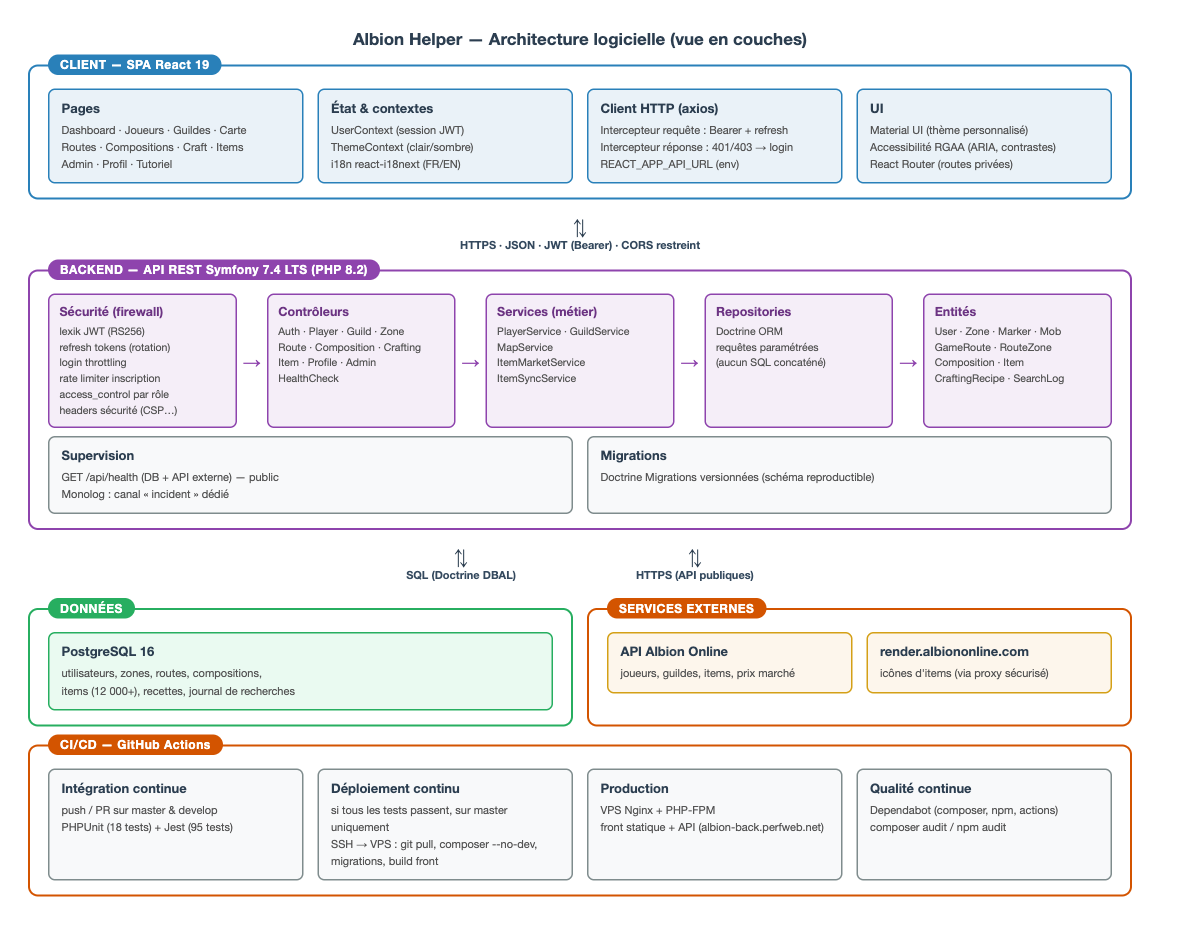 Albion Helper — Architecture logicielle (vue en couches)
CLIENT — SPA React 19
Pages
Dashboard · Joueurs · Guildes · Carte
Routes · Compositions · Craft · Items
Admin · Profil · Tutoriel
État & contextes
UserContext (session JWT)
ThemeContext (clair/sombre)
i18n react-i18next (FR/EN)
Client HTTP (axios)
Intercepteur requête : Bearer + refresh
Intercepteur réponse : 401/403 → login
REACT_APP_API_URL (env)
UI
Material UI (thème personnalisé)
Accessibilité RGAA (ARIA, contrastes)
React Router (routes privées)
⇅
HTTPS · JSON · JWT (Bearer) · CORS restreint
BACKEND — API REST Symfony 7.4 LTS (PHP 8.2)
Sécurité (firewall)
lexik JWT (RS256)
refresh tokens (rotation)
login throttling
rate limiter inscription
access_control par rôle
headers sécurité (CSP…)
→
Contrôleurs
Auth · Player · Guild · Zone
Route · Composition · Crafting
Item · Profile · Admin
HealthCheck
→
Services (métier)
PlayerService · GuildService
MapService
ItemMarketService
ItemSyncService
→
Repositories
Doctrine ORM
requêtes paramétrées
(aucun SQL concaténé)
→
Entités
User · Zone · Marker · Mob
GameRoute · RouteZone
Composition · Item
CraftingRecipe · SearchLog
Supervision
GET /api/health (DB + API externe) — public
Monolog : canal « incident » dédié
Migrations
Doctrine Migrations versionnées (schéma reproductible)
⇅
SQL (Doctrine DBAL)
⇅
HTTPS (API publiques)
DONNÉES
PostgreSQL 16
utilisateurs, zones, routes, compositions,
items (12 000+), recettes, journal de recherches
SERVICES EXTERNES
API Albion Online
joueurs, guildes, items, prix marché
render.albiononline.com
icônes d'items (via proxy sécurisé)
CI/CD — GitHub Actions
Intégration continue
push / PR sur master & develop
PHPUnit (18 tests) + Jest (95 tests)
Déploiement continu
si tous les tests passent, sur master
uniquement
SSH → VPS : git pull, composer --no-dev,
migrations, build front
Production
VPS Nginx + PHP-FPM
front statique + API (albion-back.perfweb.net)
Qualité continue
Dependabot (composer, npm, actions)
composer audit / npm audit